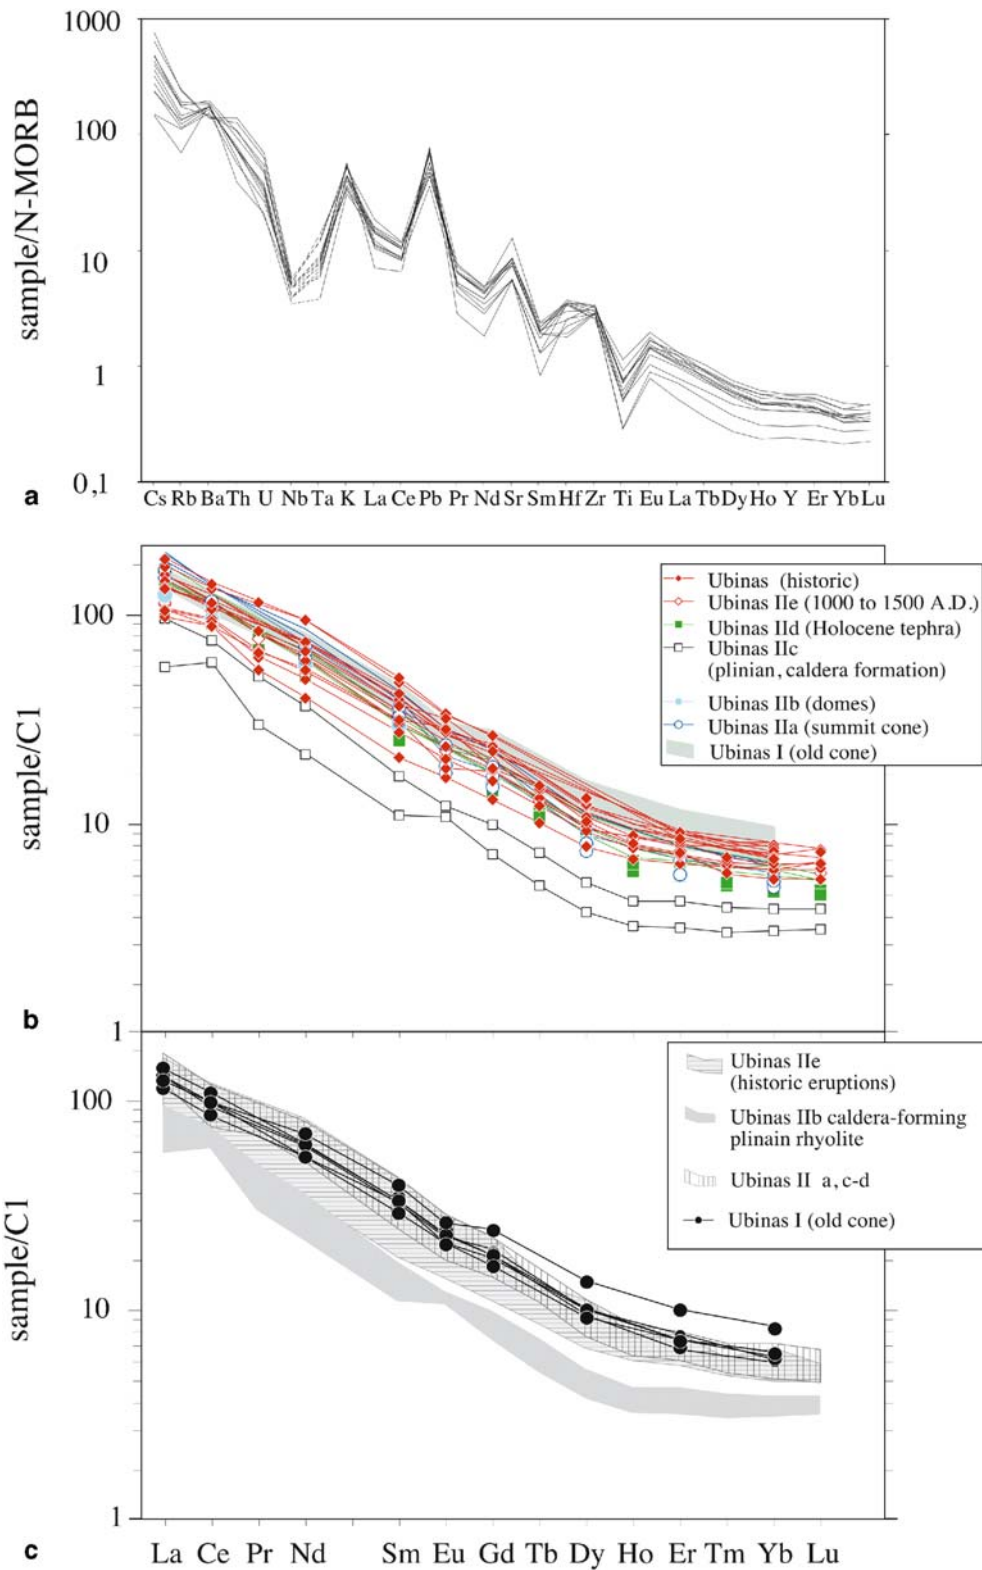 1000
100
10
1
0,1
sample/N-MORB
a
Cs Rb Ba Th U Nb Ta K La Ce Pb Pr Nd Sr Sm Hf Zr Ti Eu La Tb Dy Ho Y Er Yb Lu
100
10
1
sample/C1
b
Ubinas (historic)
Ubinas IIe (1000 to 1500 A.D.)
Ubinas IId (Holocene tephra)
Ubinas IIc
(plinian, caldera formation)
Ubinas IIb (domes)
Ubinas IIa (summit cone)
Ubinas I (old cone)
100
10
1
sample/C1
c
Ubinas IIe
(historic eruptions)
Ubinas IIb caldera-forming
plinain rhyolite
Ubinas II a, c-d
Ubinas I (old cone)
La Ce Pr Nd Sm Eu Gd Tb Dy Ho Er Tm Yb Lu